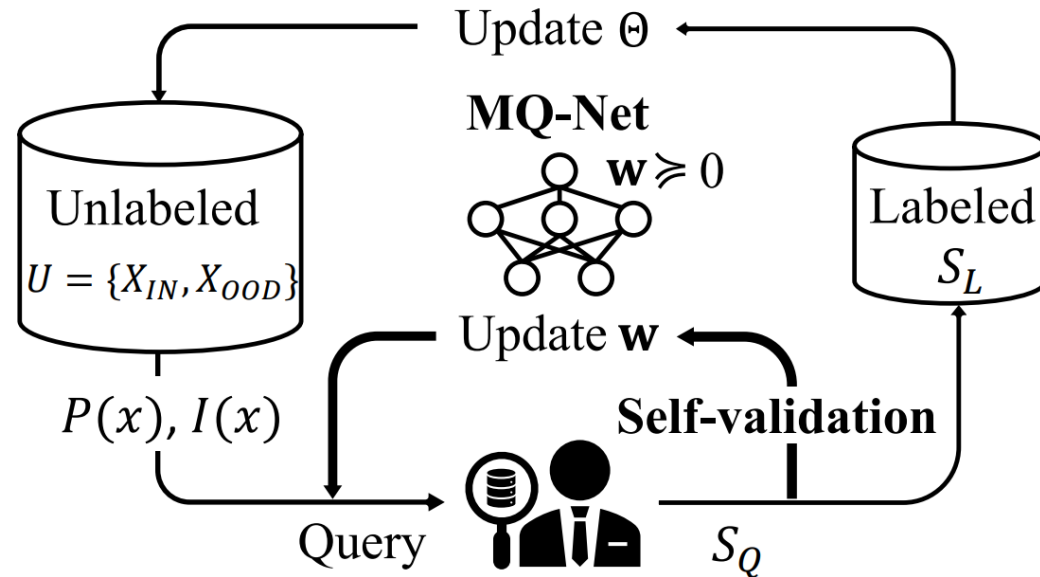 Update Θ
MQ-Net
w ≽ 0
Unlabeled
U = {X_IN, X_OOD}
Labeled
S_L
Update w
P(x), I(x)
Self-validation
Query
S_Q